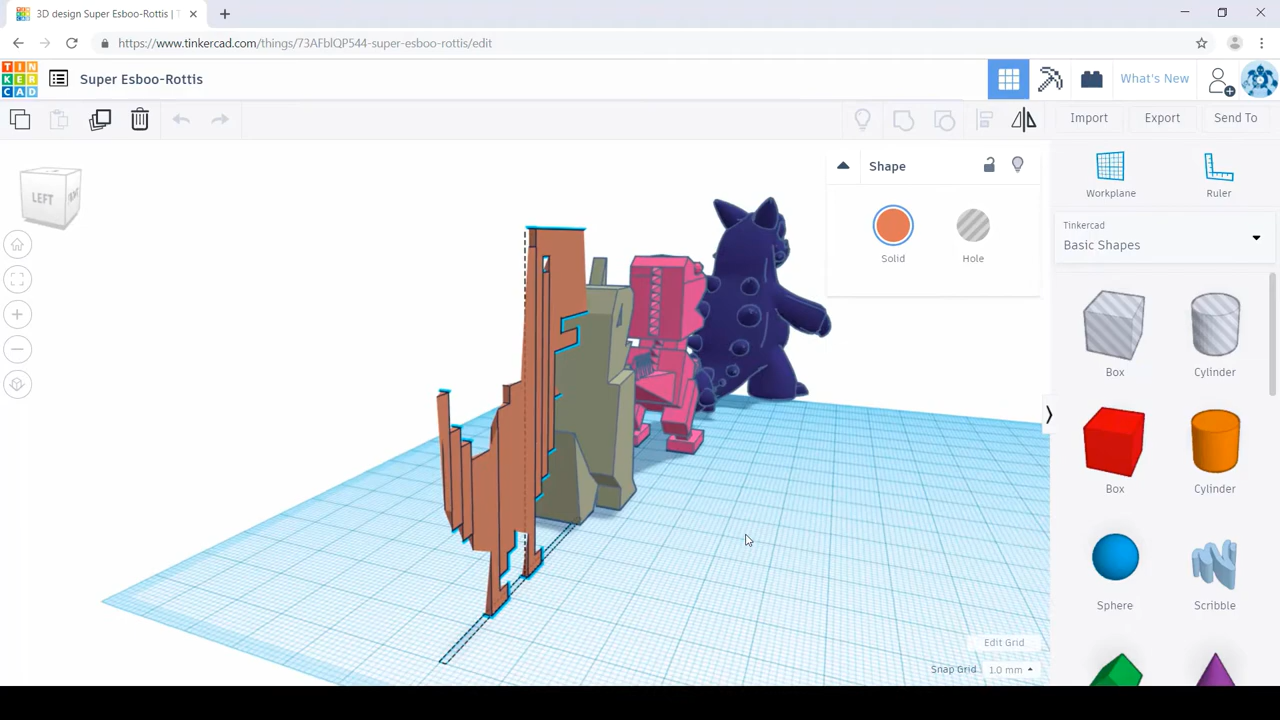 3D design Super Esboo-Rottis | T
https://www.tinkercad.com/things/73AFblQP544-super-esboo-rottis/edit
TIN
KER
CAD
Super Esboo-Rottis
What's New
Import
Export
Send To
LEFT
Shape
Solid
Hole
Workplane
Ruler
Tinkercad
Basic Shapes
Box
Cylinder
Box
Cylinder
Sphere
Scribble
Edit Grid
Snap Grid 1.0 mm